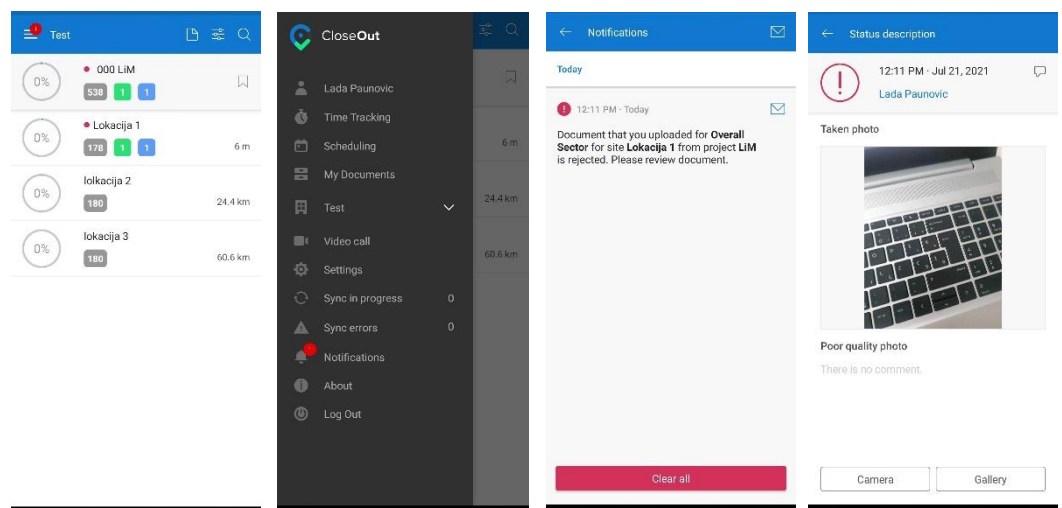 Test
0%
000 LiM
538 1 1
0%
Lokacija 1
178 1 1
6 m
0%
lolkacija 2
180
24.4 km
0%
lokacija 3
180
60.6 km
CloseOut
Lada Paunovic
Time Tracking
Scheduling
My Documents
Test
Video call
Settings
Sync in progress 0
Sync errors 0
Notifications
About
Log Out
6 m
24.4 km
60.6 km
Notifications
Today
12:11 PM - Today
Document that you uploaded for Overall
Sector for site Lokacija 1 from project LiM
is rejected. Please review document.
Clear all
Status description
12:11 PM · Jul 21, 2021
Lada Paunovic
Taken photo
Poor quality photo
There is no comment.
Camera
Gallery